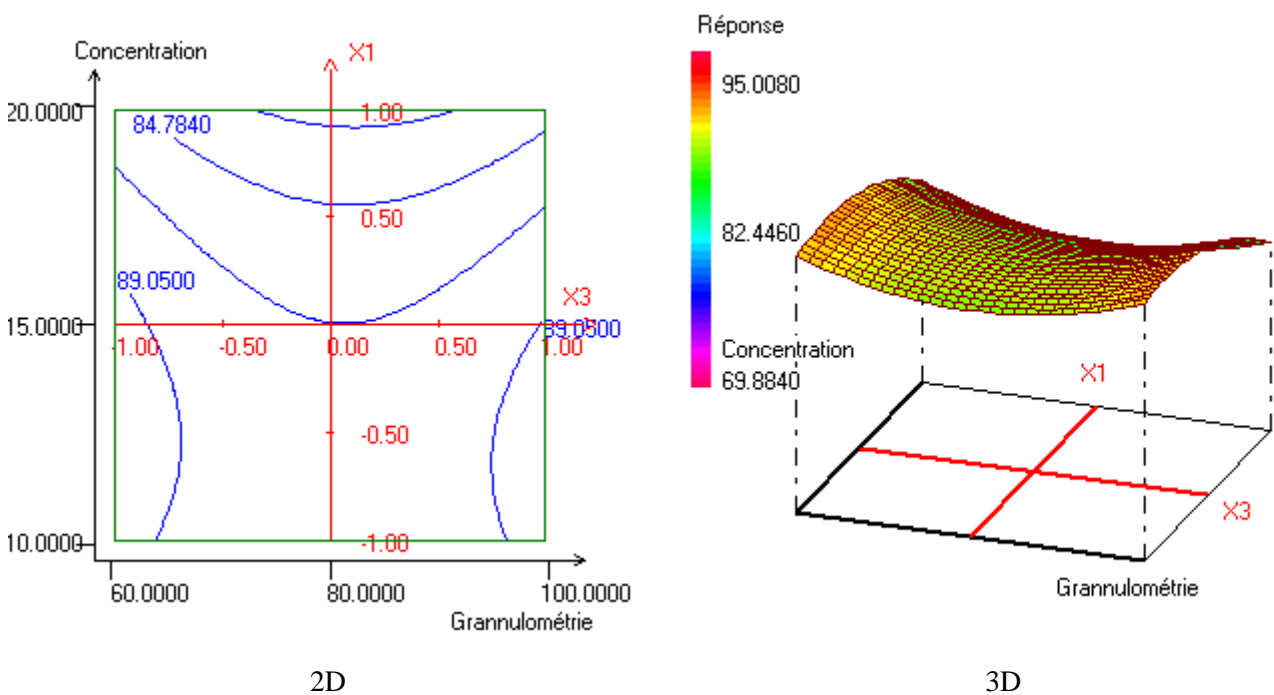 Concentration
X1
20.0000
1.00
84.7840
0.50
89.0500
X3
15.0000
89.0500
-1.00
-0.50
0.00
0.50
1.00
-0.50
-1.00
10.0000
60.0000
80.0000
100.0000
Grannulométrie
2D
Réponse
95.0080
82.4460
Concentration
69.8840
X1
X3
Grannulométrie
3D